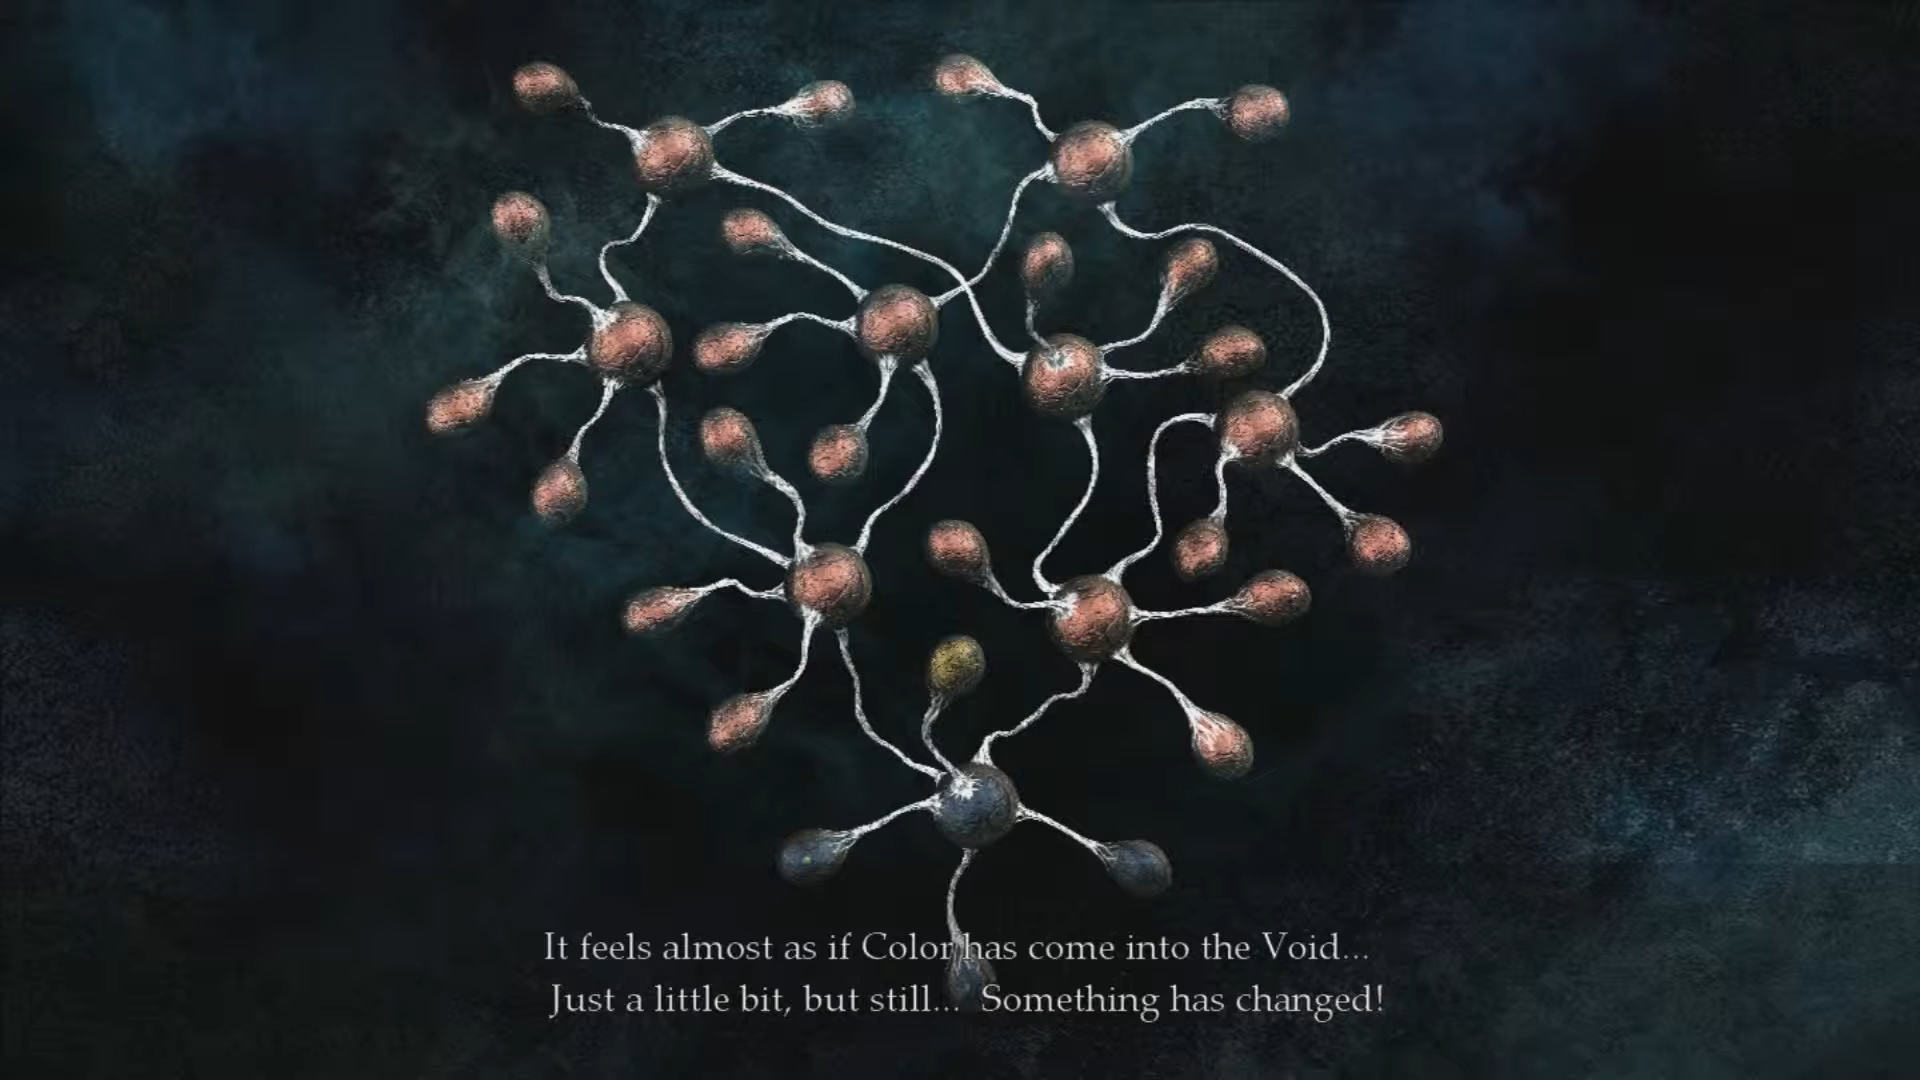 It feels almost as if Color has come into the Void...
Just a little bit, but still... Something has changed!